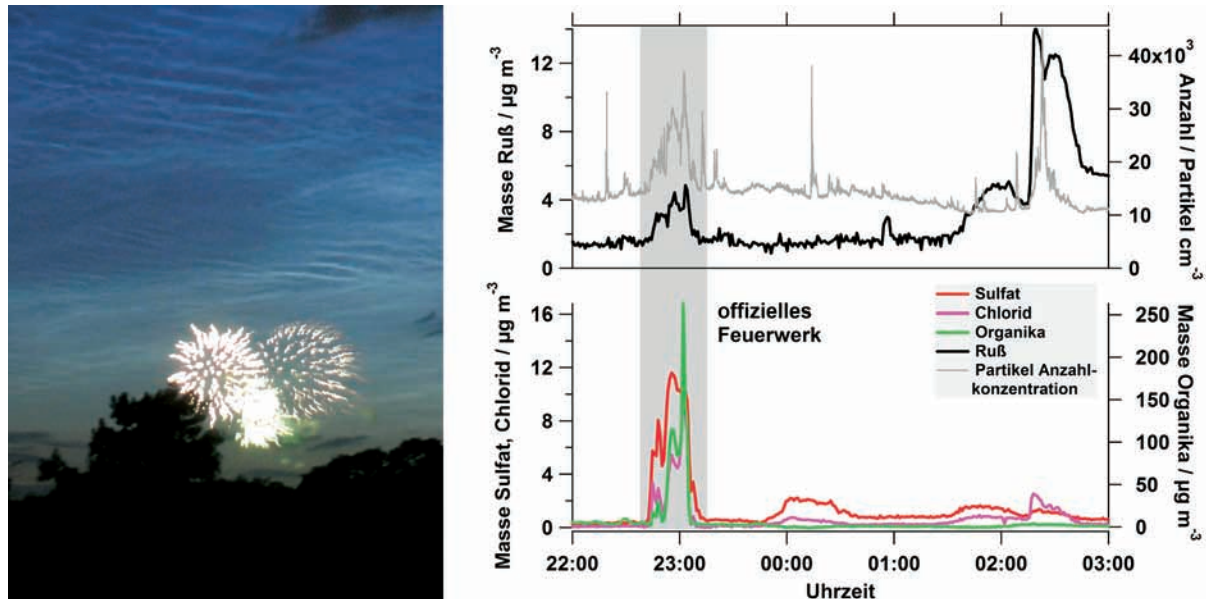 Masse Ruß / µg m⁻³
12
8
4
0
40x10³
30
20
10
0
Anzahl / Partikel cm⁻³
Masse Sulfat, Chlorid / µg m⁻³
16
12
8
4
0
offizielles
Feuerwerk
Sulfat
Chlorid
Organika
Ruß
Partikel Anzahl-
konzentration
250
200
150
100
50
0
Masse Organika / µg m⁻³
22:00 23:00 00:00 01:00 02:00 03:00
Uhrzeit